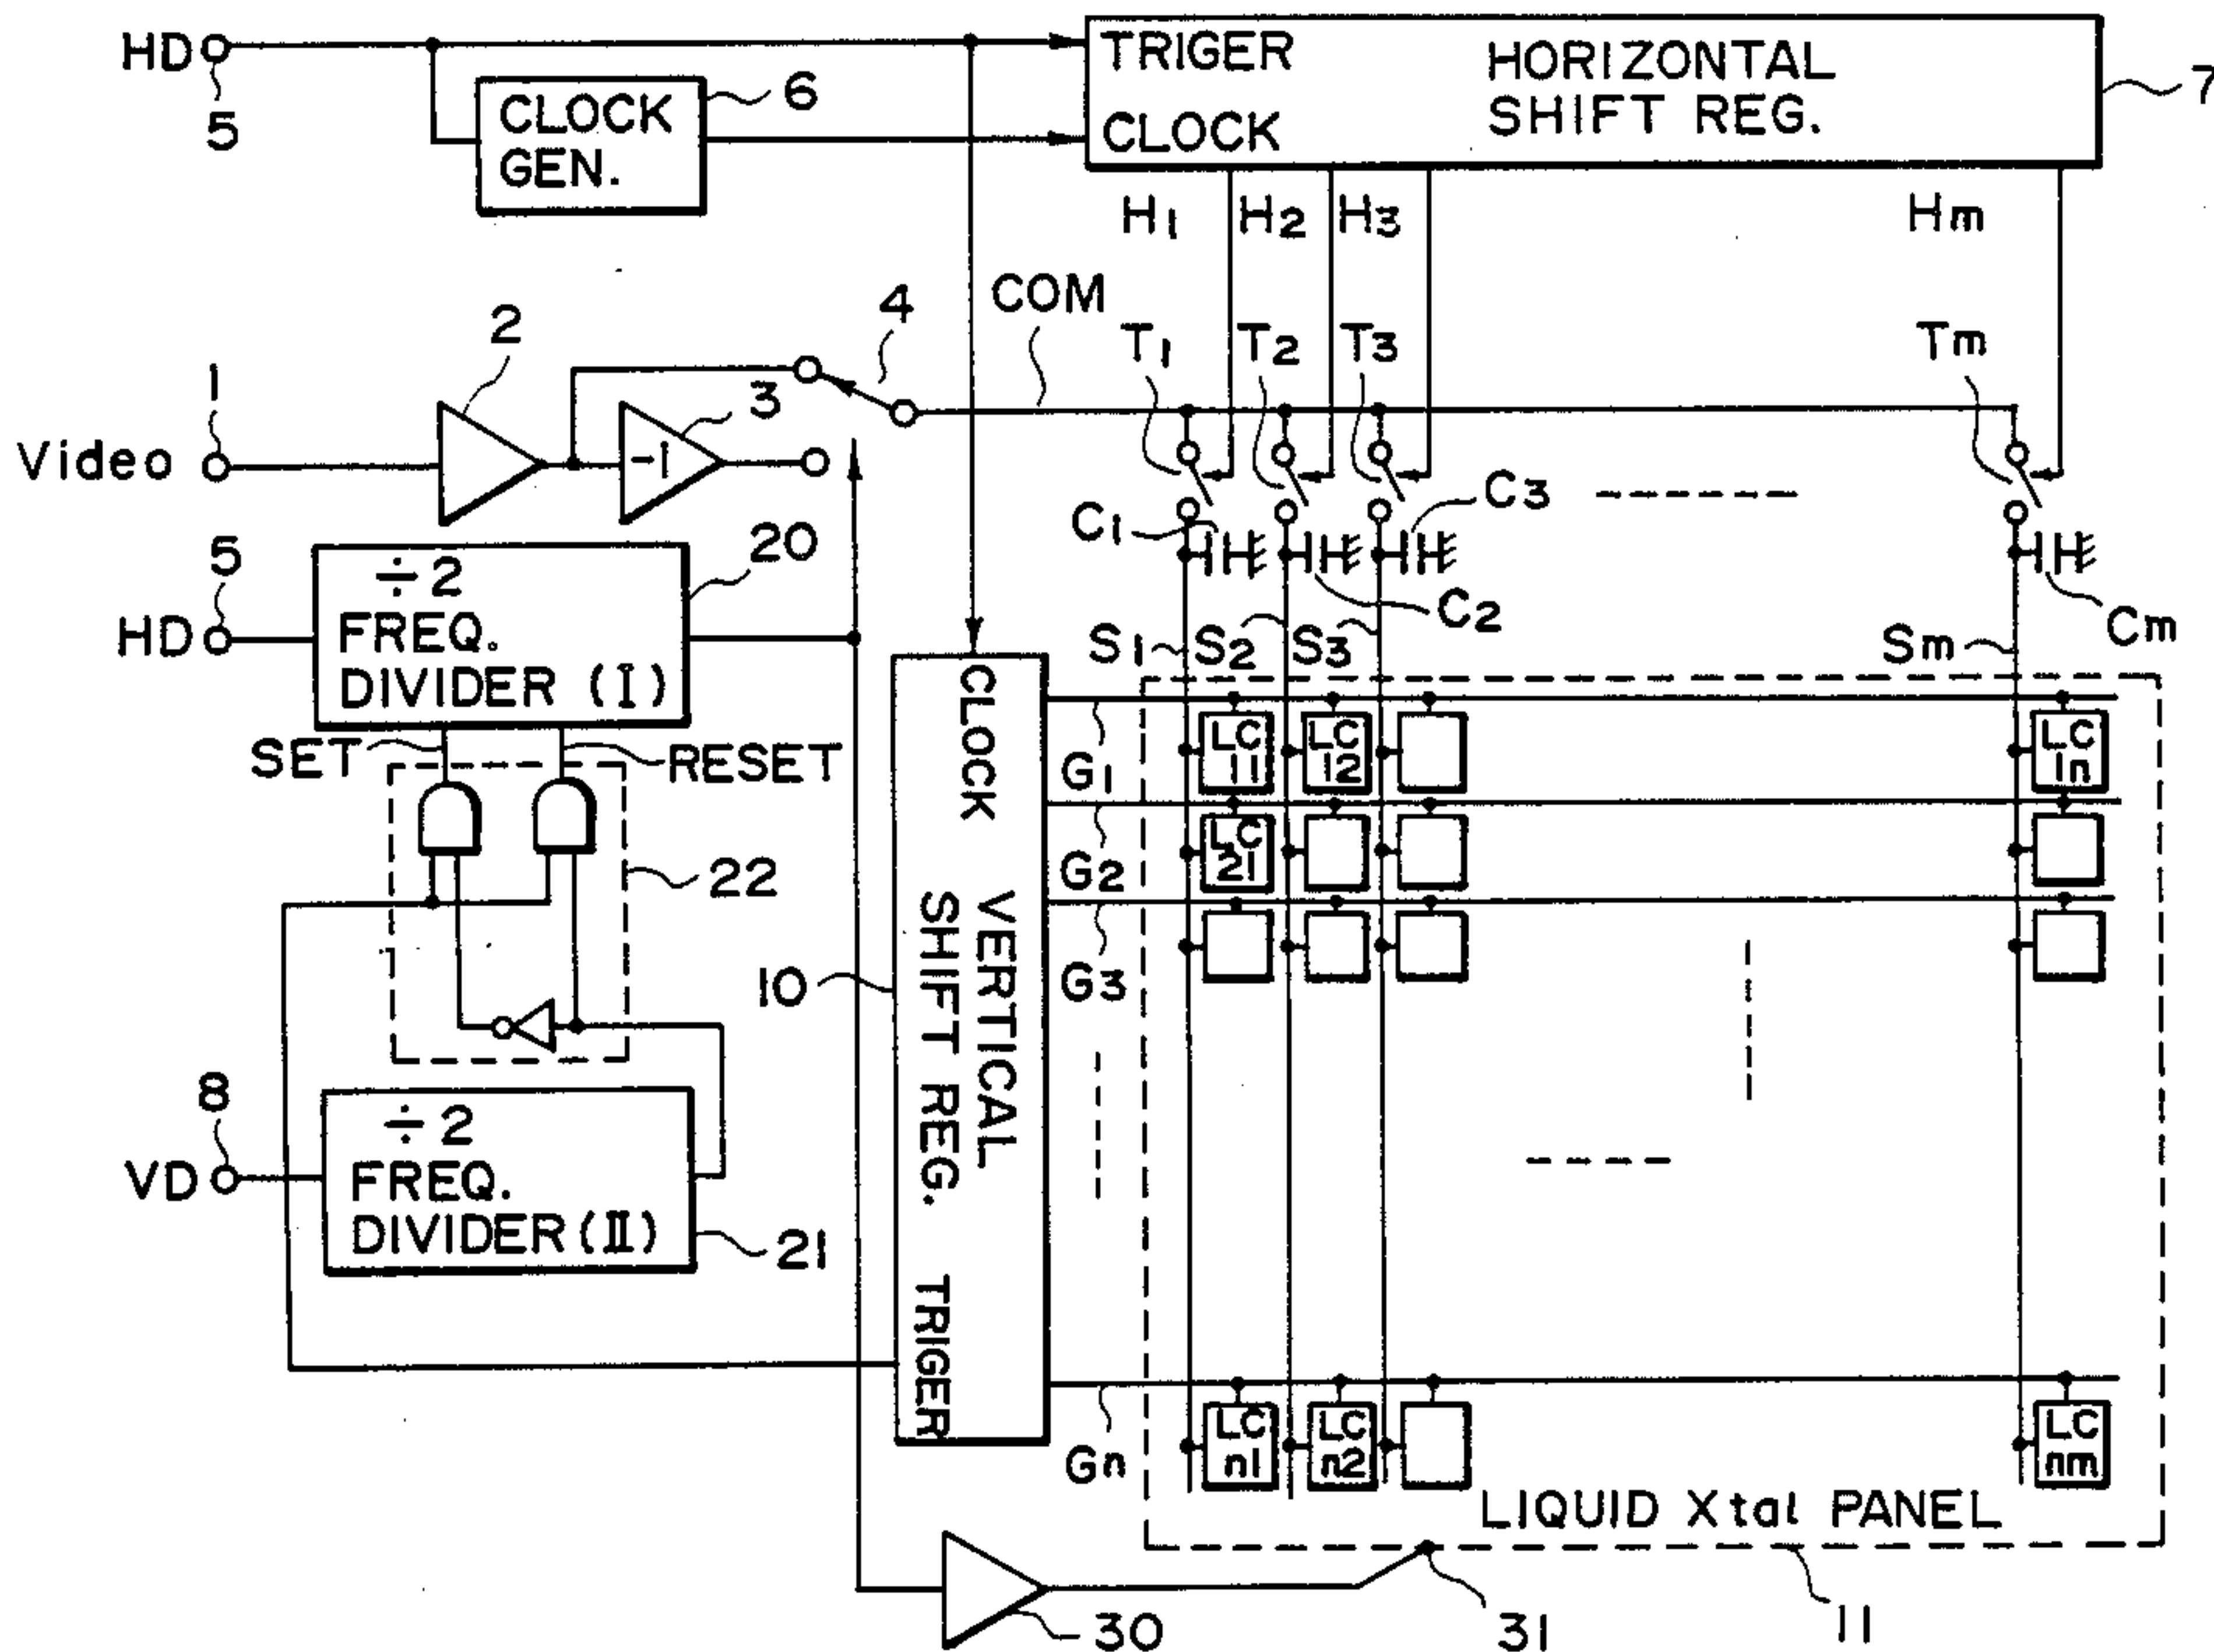 HD
5
CLOCK
GEN.
6
TRIGER
CLOCK
HORIZONTAL
SHIFT REG.
7
H1
H2
H3
Hm
Video
1
2
-1
3
4
COM
T1
T2
T3
Tm
C1
C2
C3
Cm
HD
5
÷2
FREQ.
DIVIDER (I)
20
SET
RESET
22
S1
S2
S3
Sm
CLOCK
VERTICAL
SHIFT REG.
TRIGER
10
G1
G2
G3
Gn
LC
11
LC
12
LC
1n
LC
21
VD
8
÷2
FREQ.
DIVIDER (II)
21
LC
n1
LC
n2
LC
nm
LIQUID Xtal PANEL
30
31
11